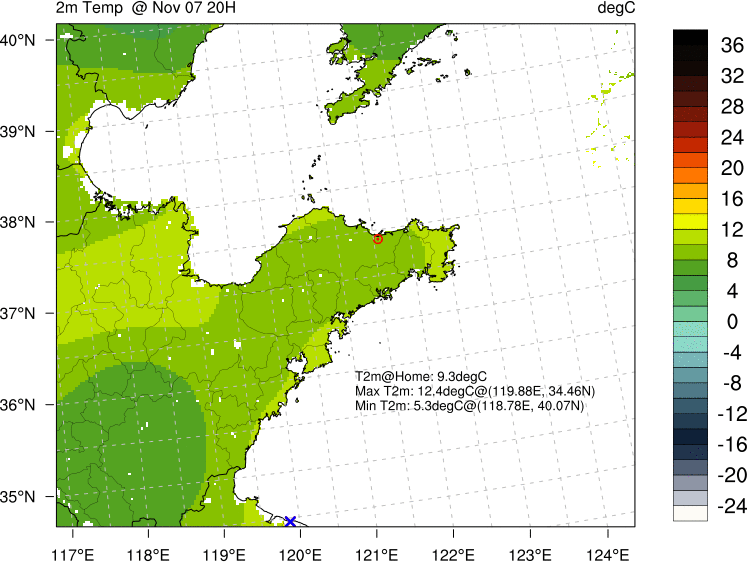 2m Temp @ Nov 07 20H
degC
40°N
39°N
38°N
37°N
36°N
35°N
117°E
118°E
119°E
120°E
121°E
122°E
123°E
124°E
T2m@Home: 9.3degC
Max T2m: 12.4degC@(119.88E, 34.46N)
Min T2m: 5.3degC@(118.78E, 40.07N)
36
32
28
24
20
16
12
8
4
0
-4
-8
-12
-16
-20
-24